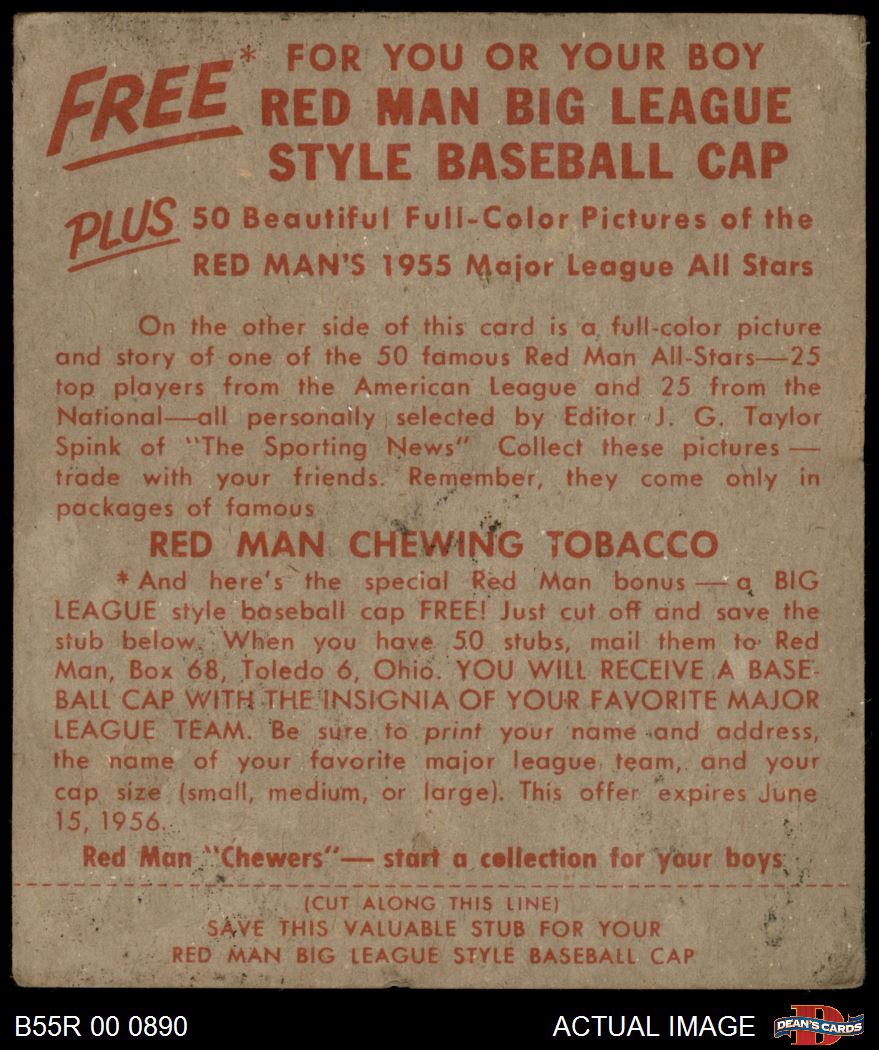 FREE* FOR YOU OR YOUR BOY
RED MAN BIG LEAGUE
STYLE BASEBALL CAP
PLUS 50 Beautiful Full-Color Pictures of the
RED MAN'S 1955 Major League All Stars
On the other side of this card is a full-color picture
and story of one of the 50 famous Red Man All-Stars—25
top players from the American League and 25 from the
National—all personally selected by Editor J. G. Taylor
Spink of "The Sporting News" Collect these pictures —
trade with your friends. Remember, they come only in
packages of famous
RED MAN CHEWING TOBACCO
*And here's the special Red Man bonus — a BIG
LEAGUE style baseball cap FREE! Just cut off and save the
stub below. When you have 50 stubs, mail them to Red
Man, Box 68, Toledo 6, Ohio. YOU WILL RECEIVE A BASE-
BALL CAP WITH THE INSIGNIA OF YOUR FAVORITE MAJOR
LEAGUE TEAM. Be sure to print your name and address,
the name of your favorite major league team, and your
cap size (small, medium, or large). This offer expires June
15, 1956.
Red Man "Chewers"— start a collection for your boys
(CUT ALONG THIS LINE)
SAVE THIS VALUABLE STUB FOR YOUR
RED MAN BIG LEAGUE STYLE BASEBALL CAP
B55R 00 0890
ACTUAL IMAGE
DEAN'S CARDS